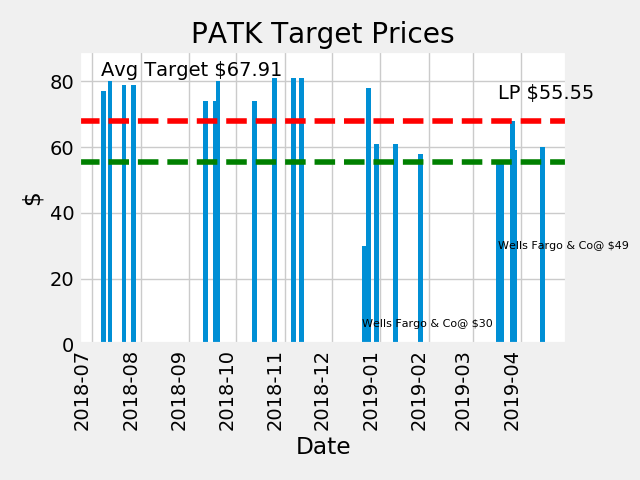 PATK Target Prices
Avg Target $67.91
LP $55.55
80
60
40
20
0
$
Wells Fargo & Co@ $49
Wells Fargo & Co@ $30
2018-07
2018-08
2018-09
2018-10
2018-11
2018-12
2019-01
2019-02
2019-03
2019-04
Date